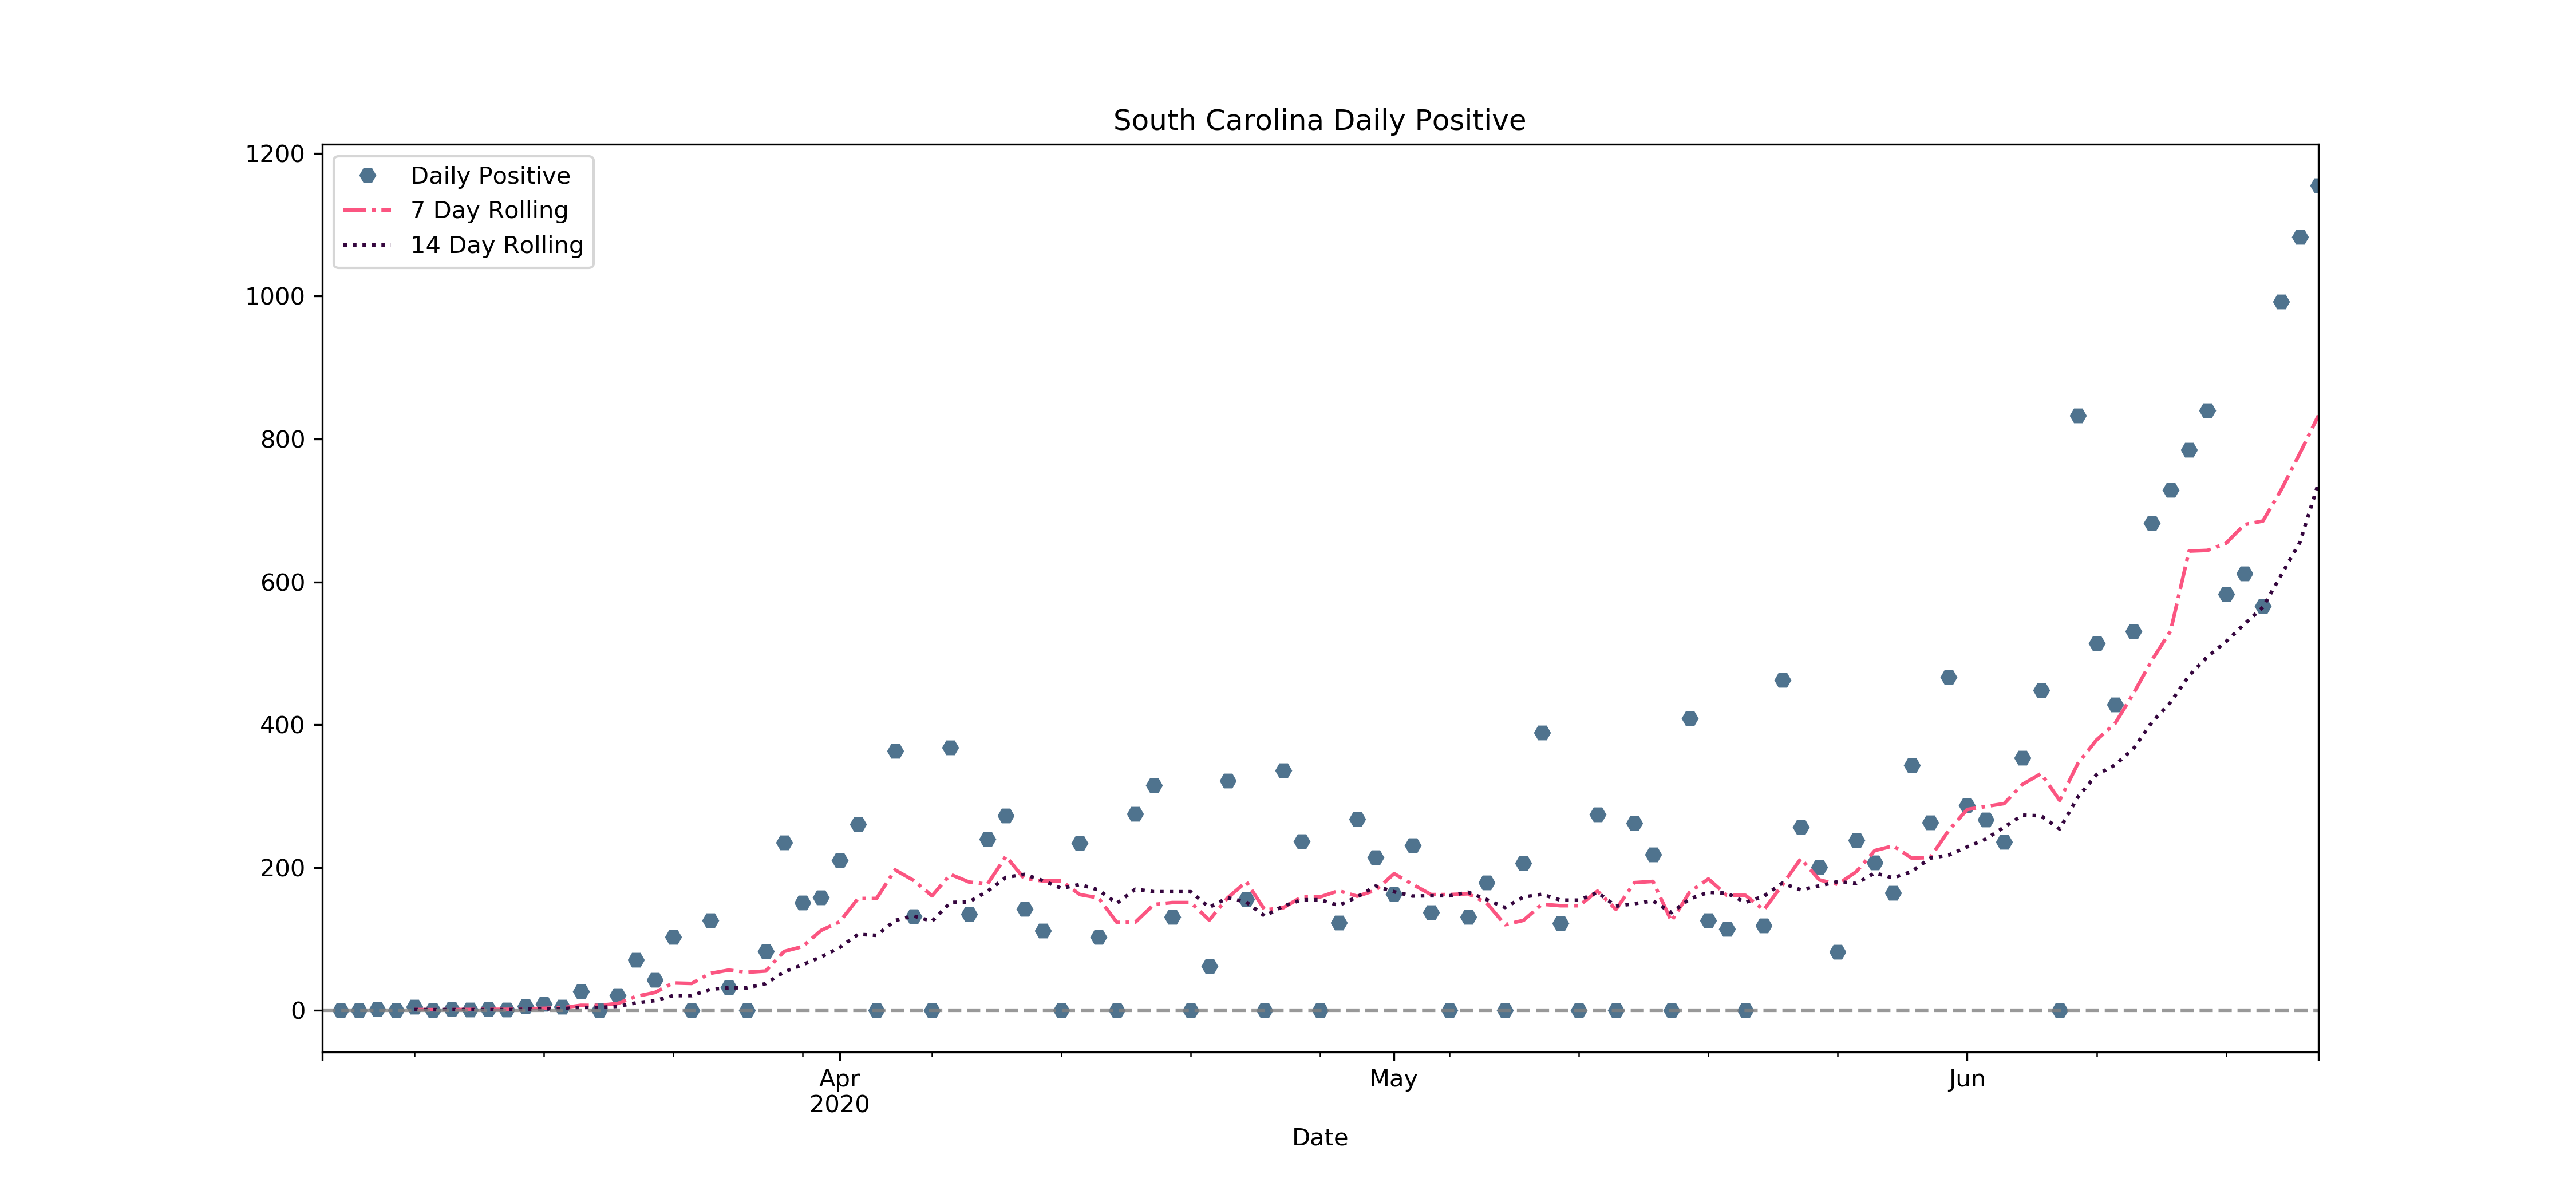 South Carolina Daily Positive
1200
1000
800
600
400
200
0
Daily Positive
7 Day Rolling
14 Day Rolling
Apr
2020
May
Jun
Date